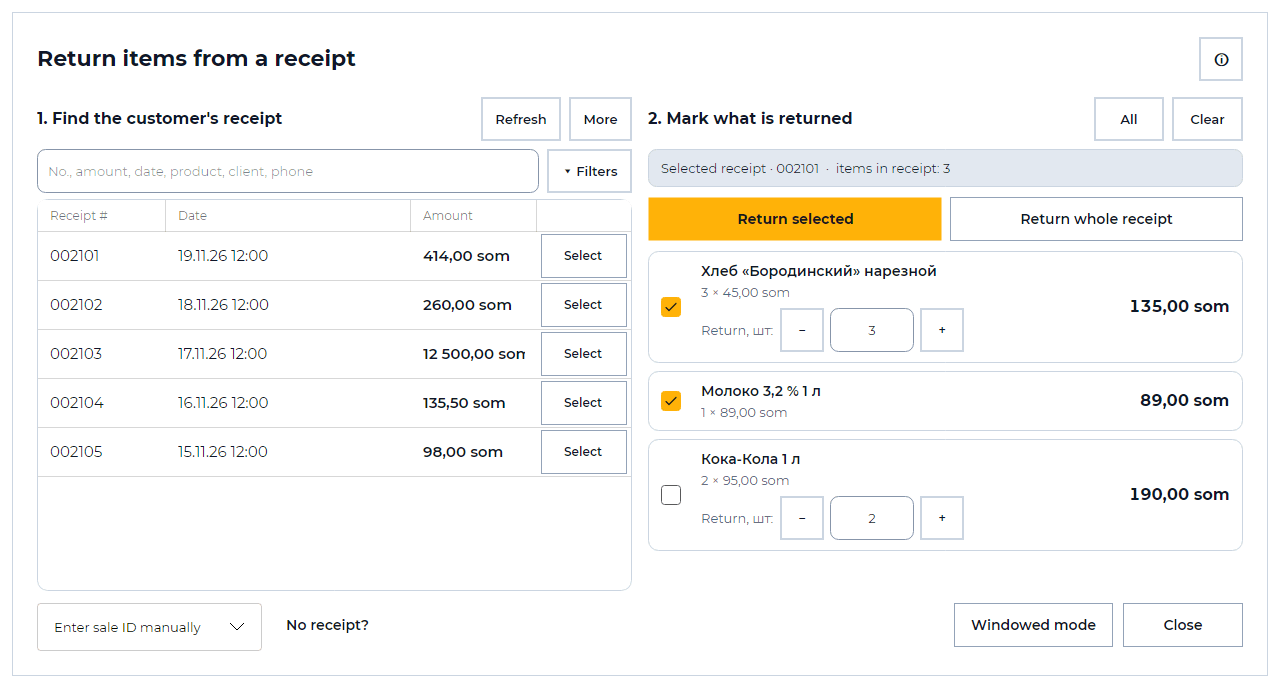 Return items from a receipt
1. Find the customer's receipt
Refresh
More
No., amount, date, product, client, phone
Filters
Receipt #
Date
Amount
002101
19.11.26 12:00
414,00 som
Select
002102
18.11.26 12:00
260,00 som
Select
002103
17.11.26 12:00
12 500,00 som
Select
002104
16.11.26 12:00
135,50 som
Select
002105
15.11.26 12:00
98,00 som
Select
Enter sale ID manually
No receipt?
2. Mark what is returned
All
Clear
Selected receipt · 002101 · items in receipt: 3
Return selected
Return whole receipt
Хлеб «Бородинский» нарезной
3 × 45,00 som
Return, шт:
−
3
+
135,00 som
Молоко 3,2 % 1 л
1 × 89,00 som
89,00 som
Кока-Кола 1 л
2 × 95,00 som
Return, шт:
−
2
+
190,00 som
Windowed mode
Close